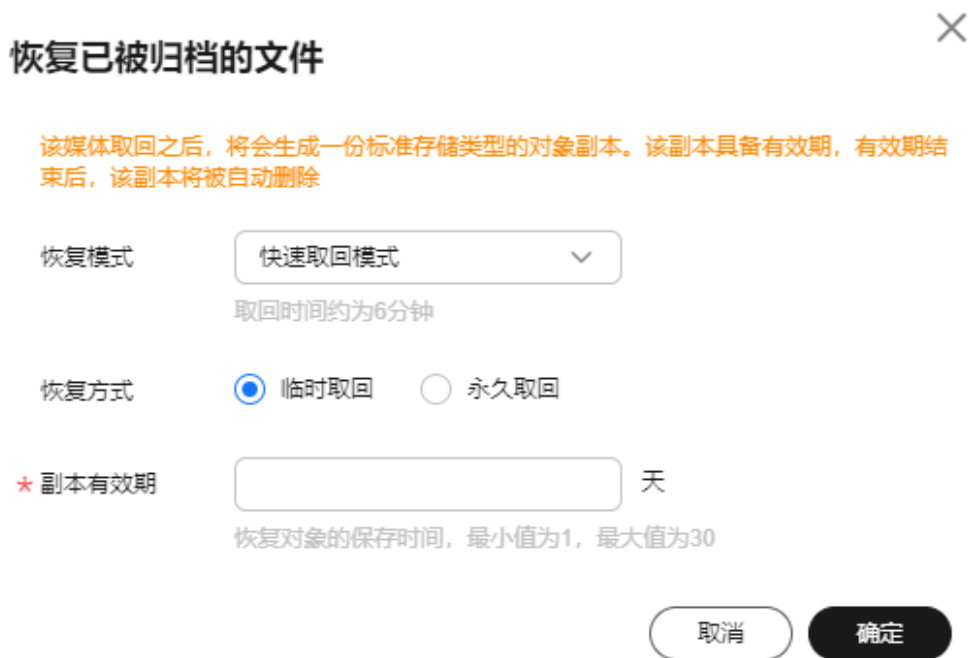 恢复已被归档的文件
该媒体取回之后，将会生成一份标准存储类型的对象副本。该副本具备有效期，有效期结
束后，该副本将被自动删除
恢复模式 快速取回模式
取回时间约为6分钟
恢复方式 临时取回 永久取回
* 副本有效期 天
恢复对象的保存时间，最小值为1，最大值为30
取消 确定